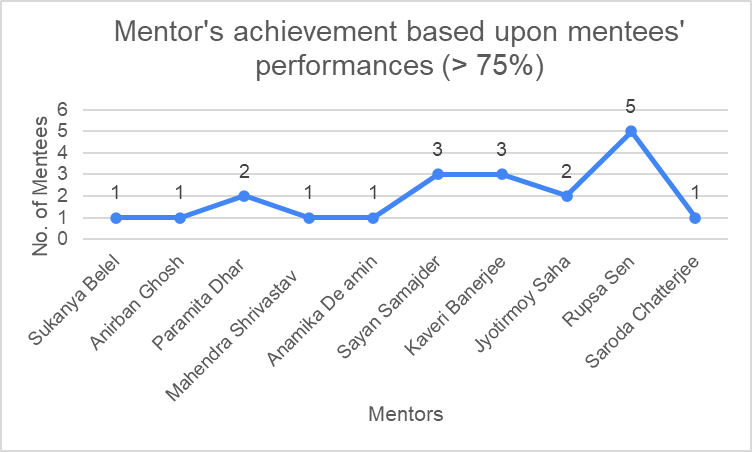 Mentor's achievement based upon mentees'
performances (> 75%)
No. of Mentees
6
5
4
3
2
1
0
1
1
2
1
1
3
3
2
5
1
Sukanya Belel
Anirban Ghosh
Paramita Dhar
Mahendra Shrivastav
Anamika De amin
Sayan Samajder
Kaveri Banerjee
Jyotirmoy Saha
Rupsa Sen
Saroda Chatterjee
Mentors